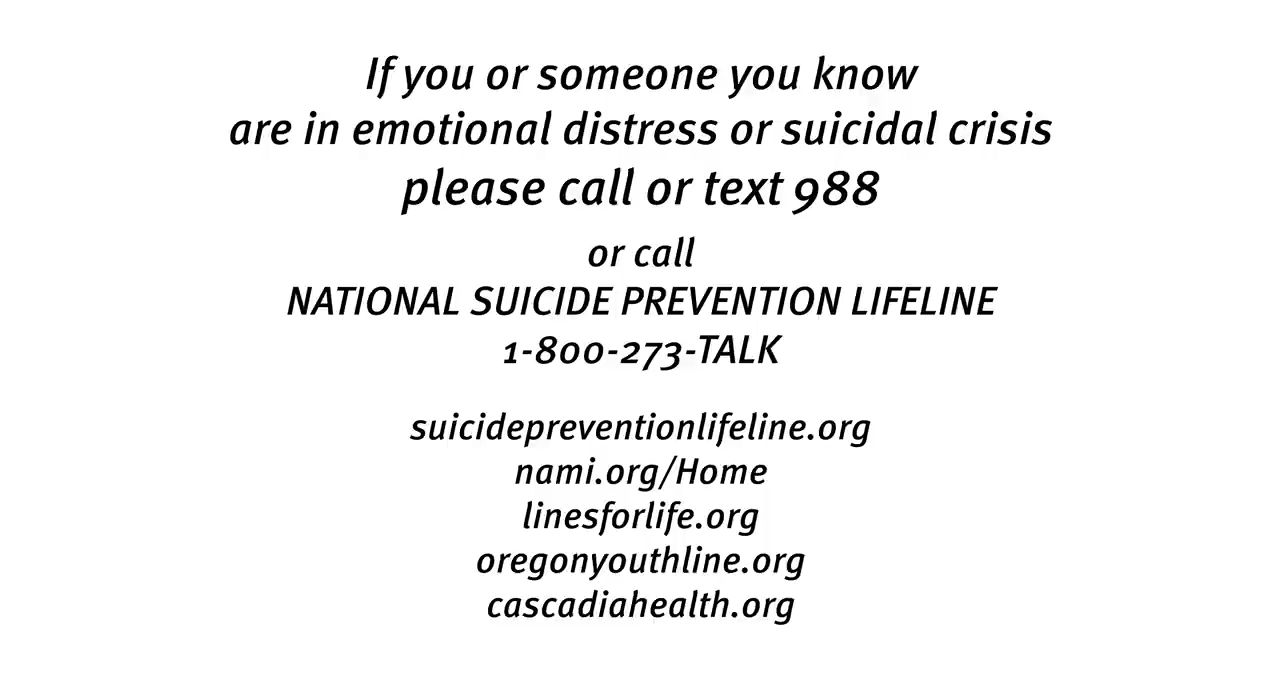 If you or someone you know
are in emotional distress or suicidal crisis
please call or text 988
or call
NATIONAL SUICIDE PREVENTION LIFELINE
1-800-273-TALK
suicidepreventionlifeline.org
nami.org/Home
linesforlife.org
oregonyouthline.org
cascadiahealth.org